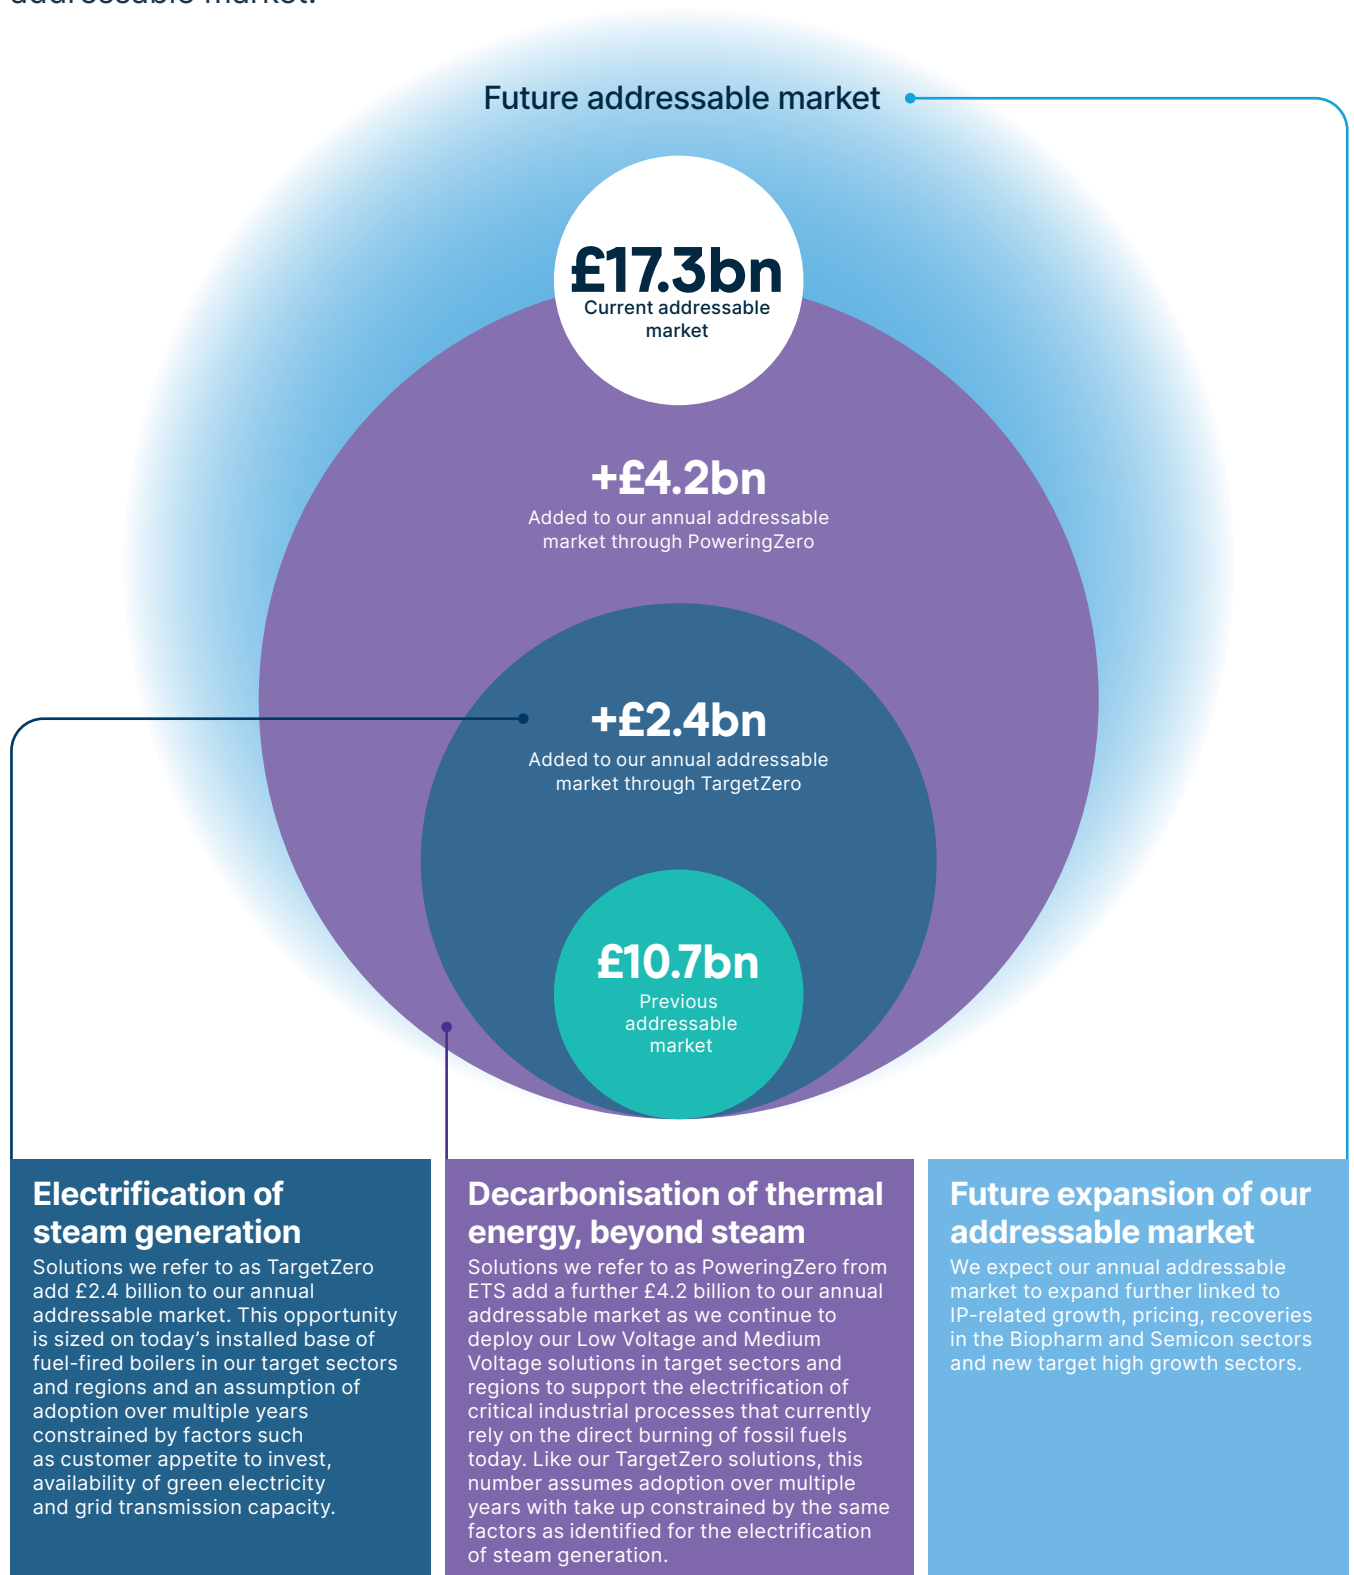 addressable market.
Future addressable market
£17.3bn
Current addressable
market
+£4.2bn
Added to our annual addressable
market through PoweringZero
+£2.4bn
Added to our annual addressable
market through TargetZero
£10.7bn
Previous
addressable
market
Electrification of
steam generation
Solutions we refer to as TargetZero
add £2.4 billion to our annual
addressable market. This opportunity
is sized on today’s installed base of
fuel-fired boilers in our target sectors
and regions and an assumption of
adoption over multiple years
constrained by factors such
as customer appetite to invest,
availability of green electricity
and grid transmission capacity.
Decarbonisation of thermal
energy, beyond steam
Solutions we refer to as PoweringZero from
ETS add a further £4.2 billion to our annual
addressable market as we continue to
deploy our Low Voltage and Medium
Voltage solutions in target sectors and
regions to support the electrification of
critical industrial processes that currently
rely on the direct burning of fossil fuels
today. Like our TargetZero solutions, this
number assumes adoption over multiple
years with take up constrained by the same
factors as identified for the electrification
of steam generation.
Future expansion of our
addressable market
We expect our annual addressable
market to expand further linked to
IP-related growth, pricing, recoveries
in the Biopharm and Semicon sectors
and new target high growth sectors.